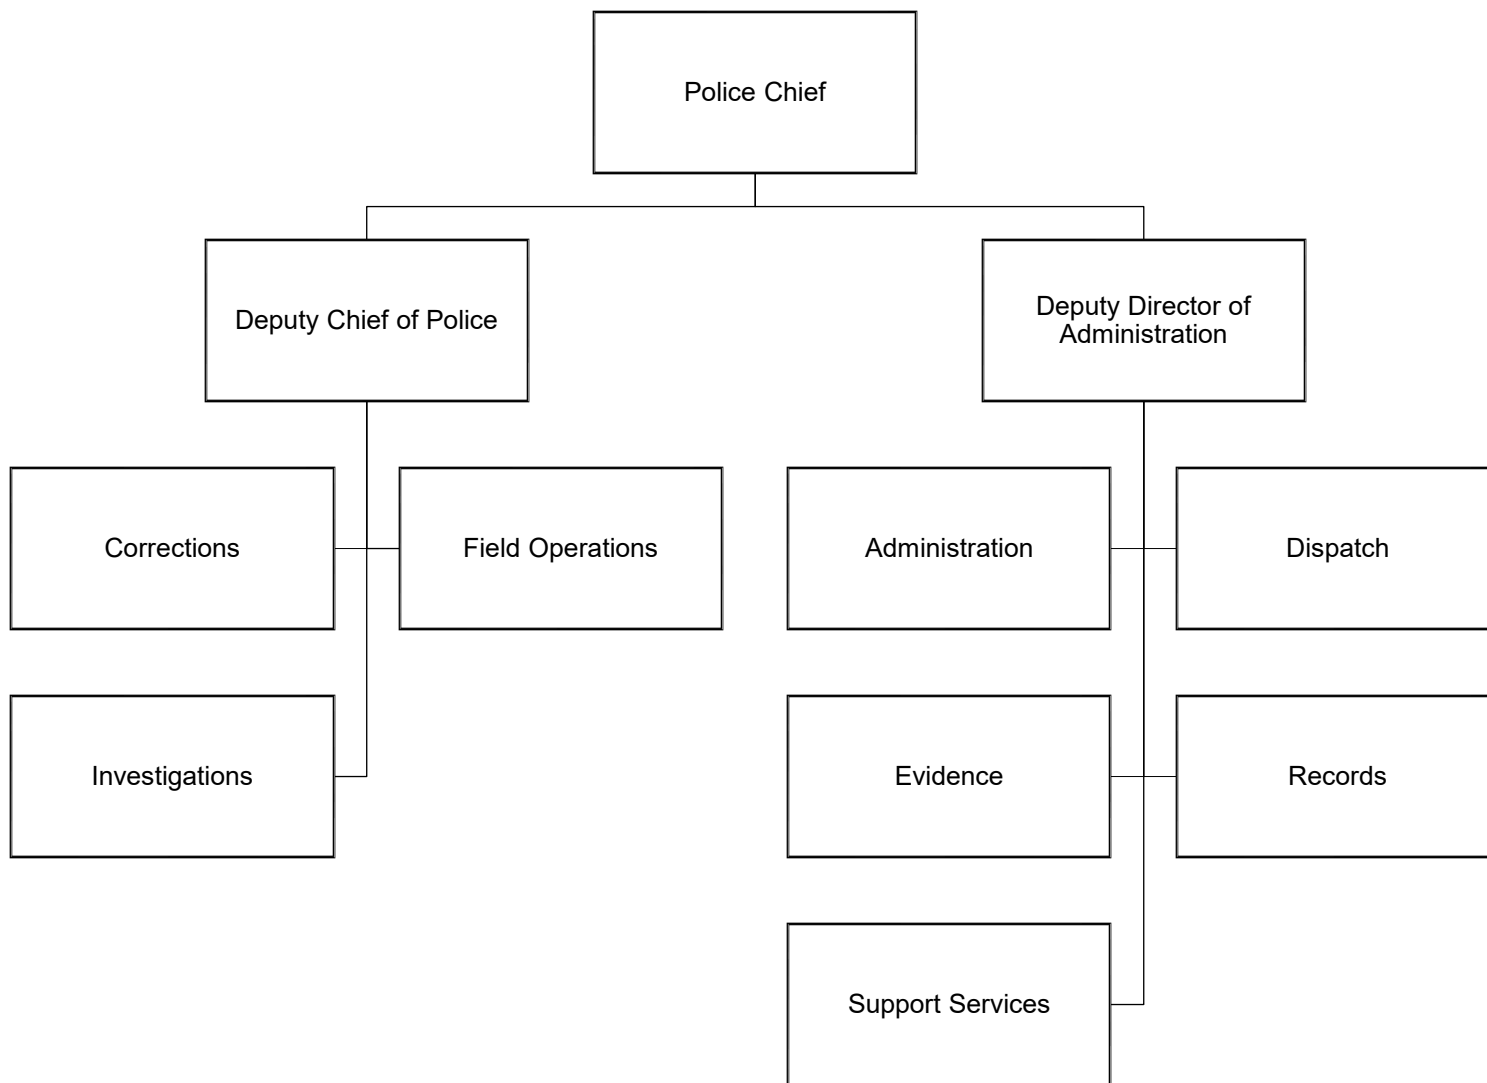 Police Chief
Deputy Chief of Police
Deputy Director of
Administration
Corrections
Field Operations
Administration
Dispatch
Investigations
Evidence
Records
Support Services